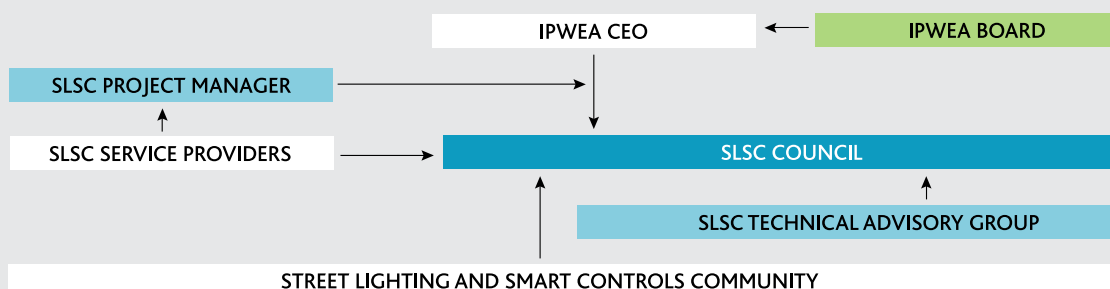 IPWEA CEO
IPWEA BOARD
SLSC PROJECT MANAGER
SLSC SERVICE PROVIDERS
SLSC COUNCIL
SLSC TECHNICAL ADVISORY GROUP
STREET LIGHTING AND SMART CONTROLS COMMUNITY